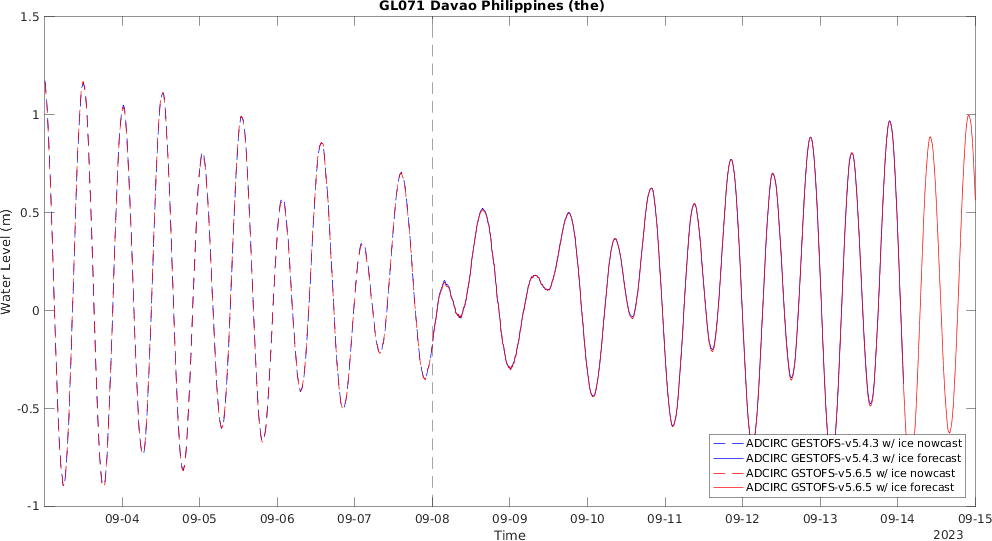 GL071 Davao Philippines (the)
1.5
1
0.5
0
-0.5
-1
Water Level (m)
09-04 09-05 09-06 09-07 09-08 09-09 09-10 09-11 09-12 09-13 09-14 09-15
Time
2023
ADCIRC GESTOFS-v5.4.3 w/ ice nowcast
ADCIRC GESTOFS-v5.4.3 w/ ice forecast
ADCIRC GSTOFS-v5.6.5 w/ ice nowcast
ADCIRC GSTOFS-v5.6.5 w/ ice forecast